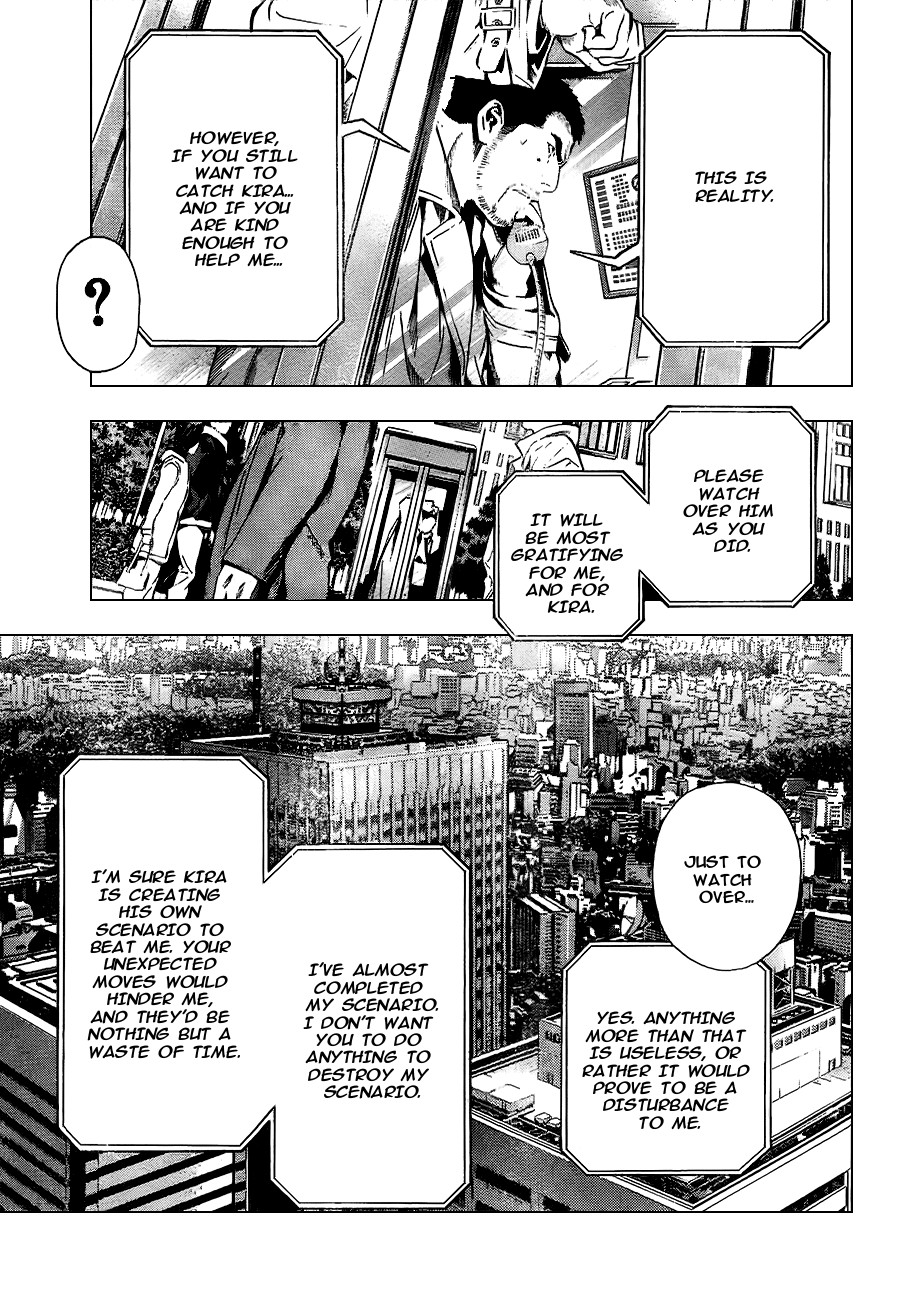 THIS IS
REALITY.
HOWEVER,
IF YOU STILL
WANT TO
CATCH KIRA...
AND IF YOU
ARE KIND
ENOUGH TO
HELP ME...
?
PLEASE
WATCH
OVER HIM
AS YOU
DID.
IT WILL
BE MOST
GRATIFYING
FOR ME,
AND FOR
KIRA.
JUST TO
WATCH
OVER...
YES. ANYTHING
MORE THAN THAT
IS USELESS, OR
RATHER IT WOULD
PROVE TO BE A
DISTURBANCE
TO ME.
I'VE ALMOST
COMPLETED
MY SCENARIO.
I DON'T WANT
YOU TO DO
ANYTHING TO
DESTROY MY
SCENARIO.
I'M SURE KIRA
IS CREATING
HIS OWN
SCENARIO TO
BEAT ME. YOUR
UNEXPECTED
MOVES WOULD
HINDER ME,
AND THEY'D BE
NOTHING BUT A
WASTE OF TIME.